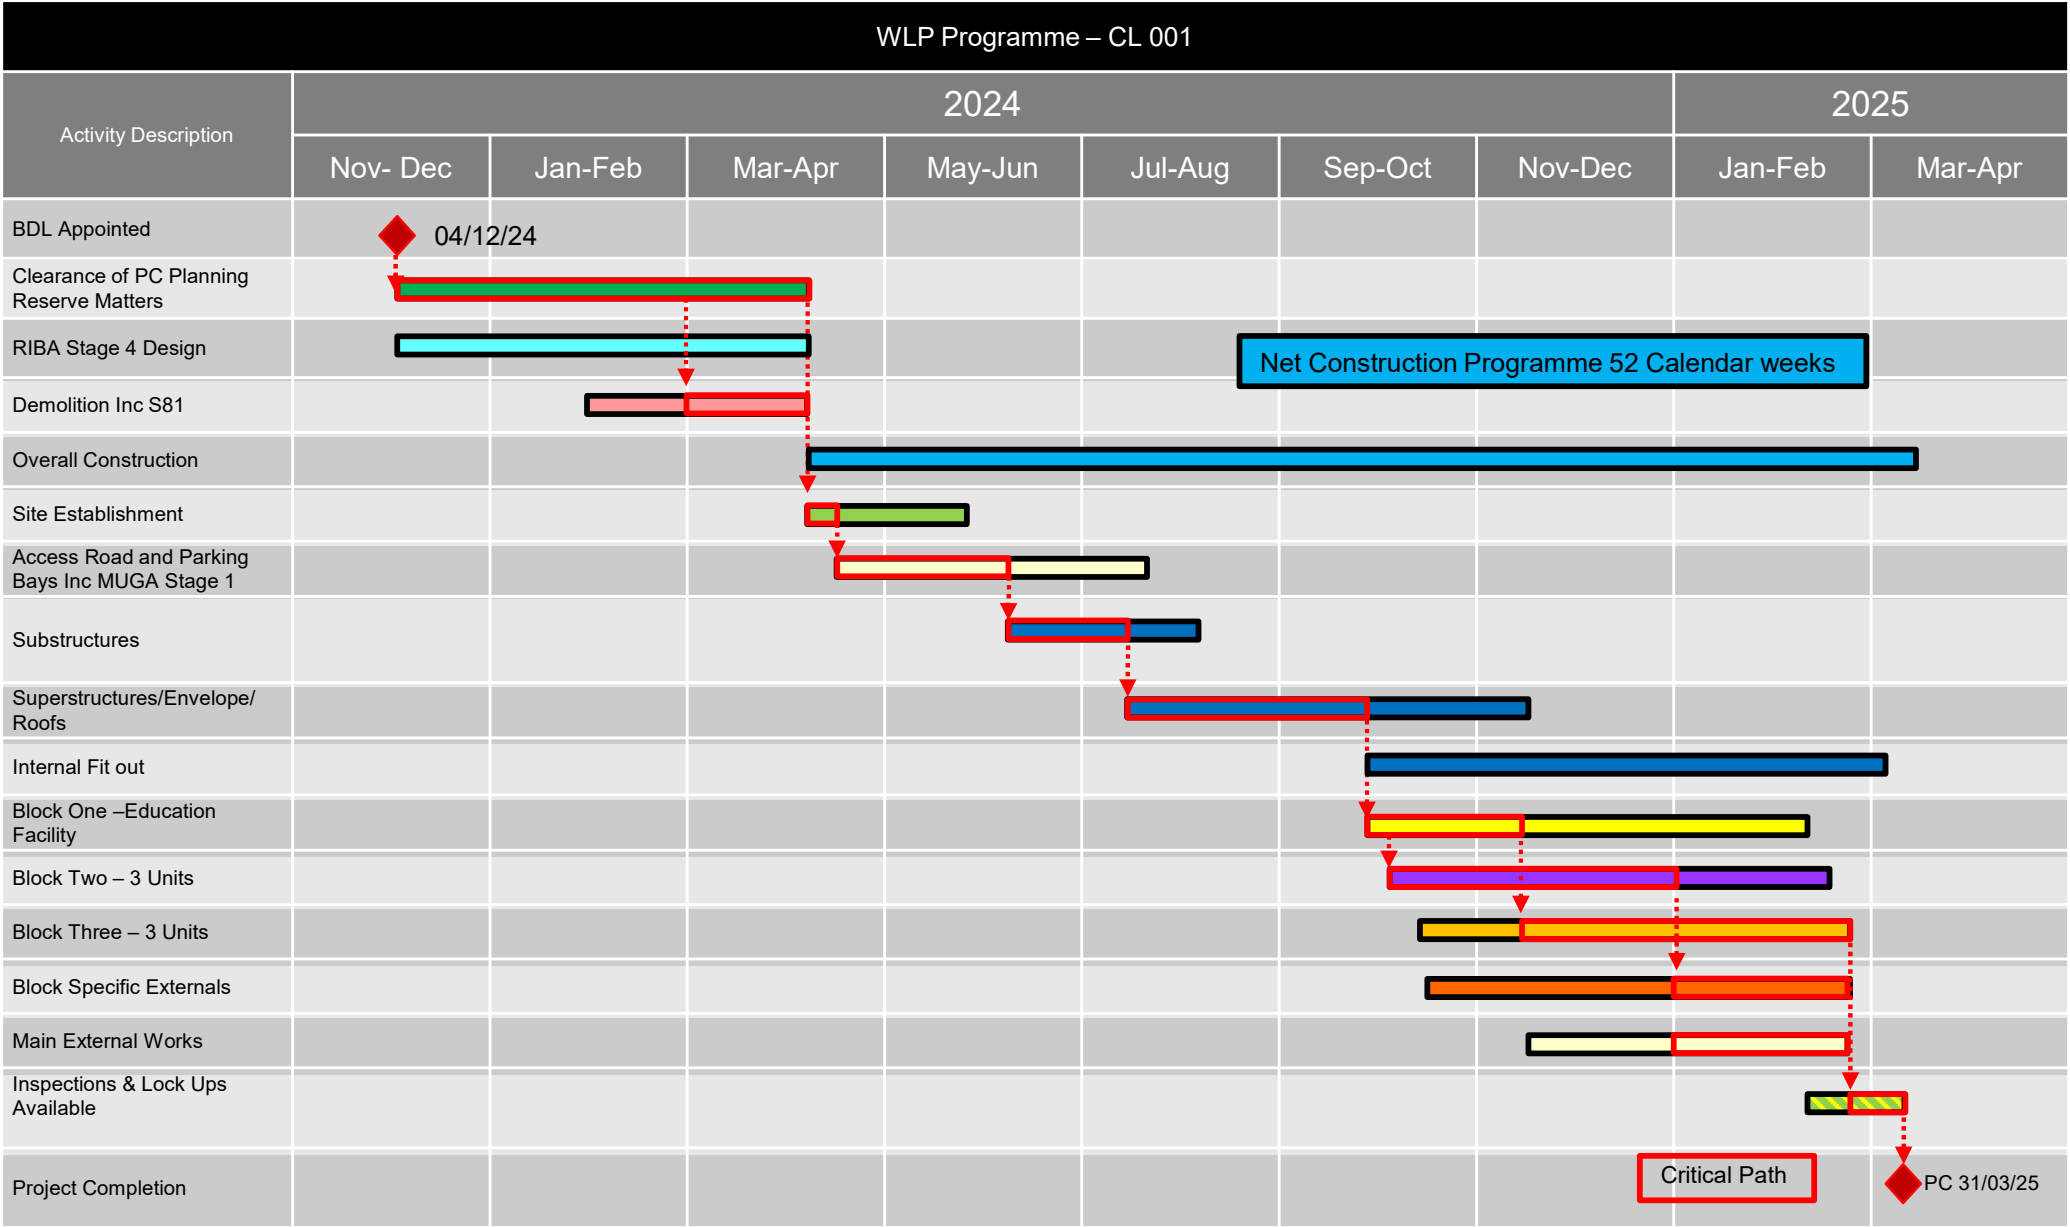 WLP Programme – CL 001
Activity Description
2024
2025
Nov- Dec
Jan-Feb
Mar-Apr
May-Jun
Jul-Aug
Sep-Oct
Nov-Dec
Jan-Feb
Mar-Apr
BDL Appointed
04/12/24
Clearance of PC Planning
Reserve Matters
RIBA Stage 4 Design
Net Construction Programme 52 Calendar weeks
Demolition Inc S81
Overall Construction
Site Establishment
Access Road and Parking
Bays Inc MUGA Stage 1
Substructures
Superstructures/Envelope/
Roofs
Internal Fit out
Block One –Education
Facility
Block Two – 3 Units
Block Three – 3 Units
Block Specific Externals
Main External Works
Inspections & Lock Ups
Available
Project Completion
Critical Path
PC 31/03/25